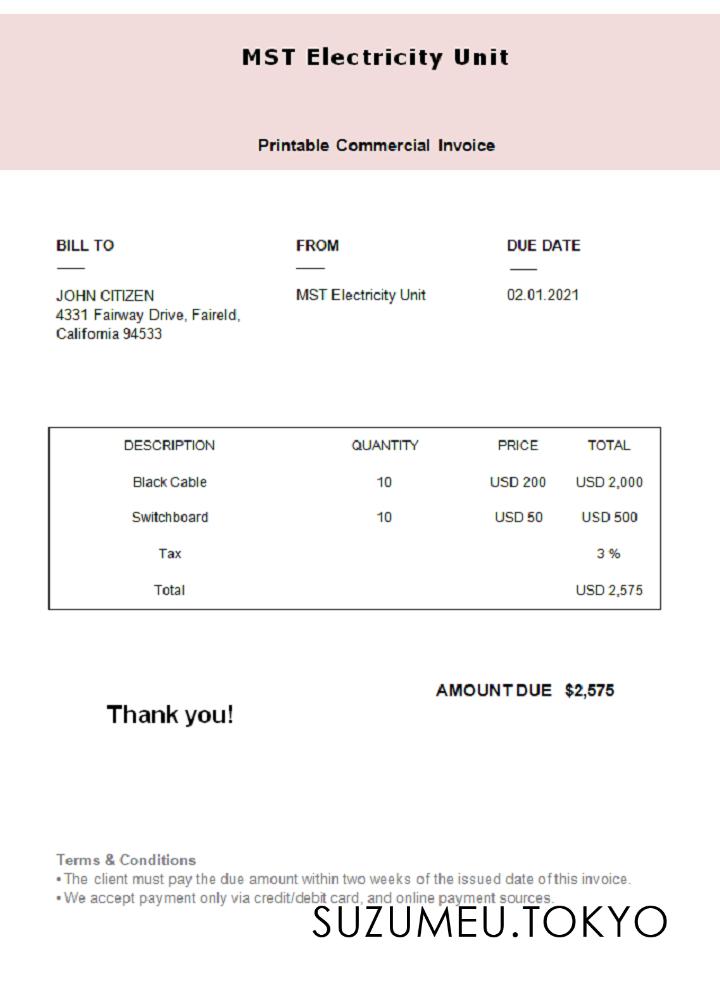 MST Electricity Unit
Printable Commercial Invoice
BILL TO
FROM
DUE DATE
JOHN CITIZEN
MST Electricity Unit
02.01.2021
4331 Fairway Drive, Faireld,
California 94533
DESCRIPTION QUANTITY PRICE TOTAL
Black Cable 10 USD 200 USD 2,000
Switchboard 10 USD 50 USD 500
Tax 3 %
Total USD 2,575
AMOUNT DUE $2,575
Thank you!
Terms & Conditions
• The client must pay the due amount within two weeks of the issued date of this invoice.
• We accept payment only via credit/debit card, and online payment sources.
SUZUMEU.TOKYO